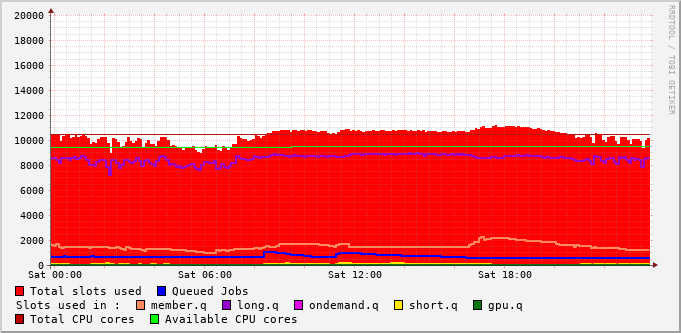 20000
18000
16000
14000
12000
10000
8000
6000
4000
2000
0
Sat 00:00 Sat 06:00 Sat 12:00 Sat 18:00
Total slots used Queued Jobs
Slots used in : member.q long.q ondemand.q short.q gpu.q
Total CPU cores Available CPU cores
RRDTOOL / TOBI OETIKER